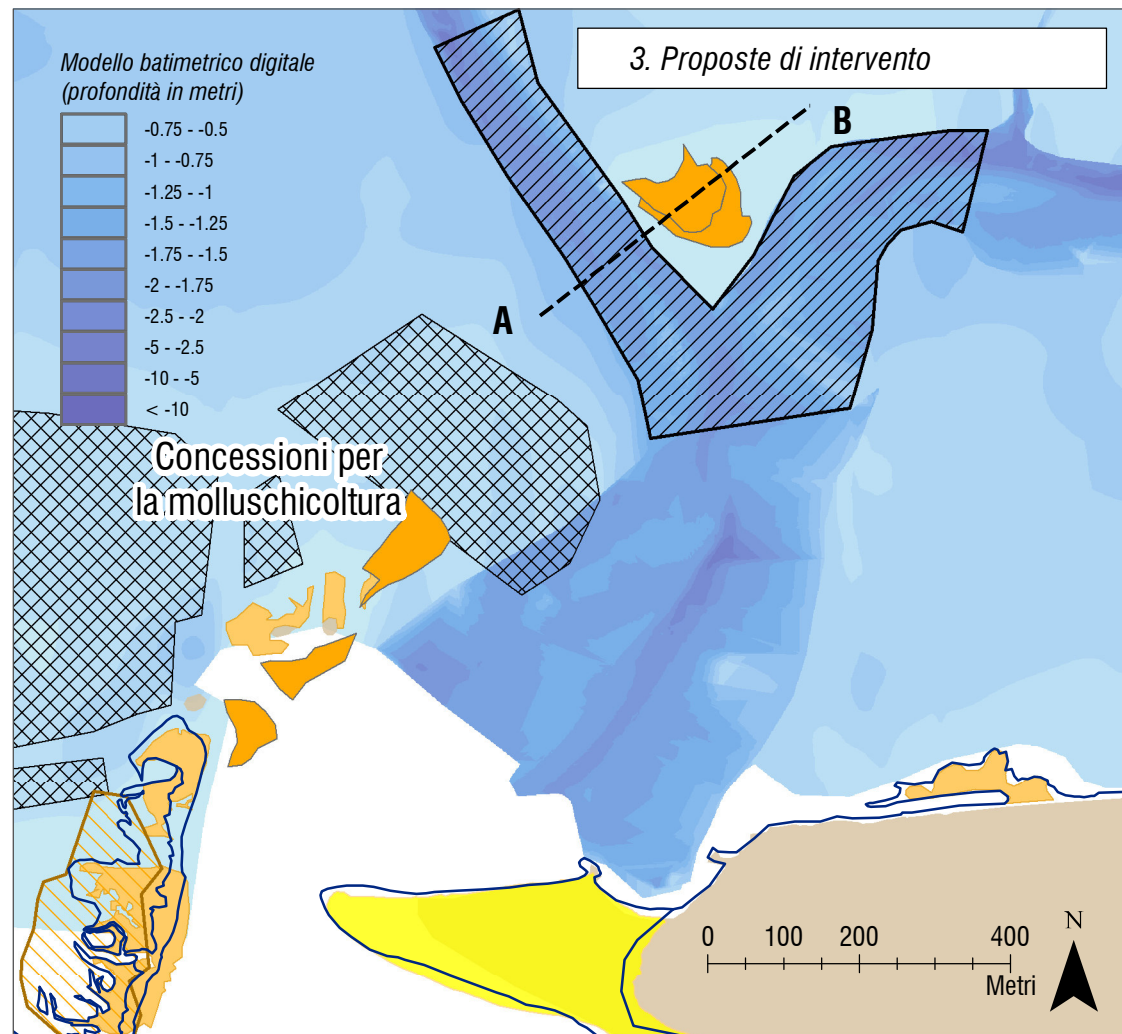 3. Proposte di intervento
Modello batimetrico digitale
(profondità in metri)
-0.75 - -0.5
-1 - -0.75
-1.25 - -1
-1.5 - -1.25
-1.75 - -1.5
-2 - -1.75
-2.5 - -2
-5 - -2.5
-10 - -5
< -10
B
A
Concessioni per
la molluschicoltura
0 100 200 400
Metri
N